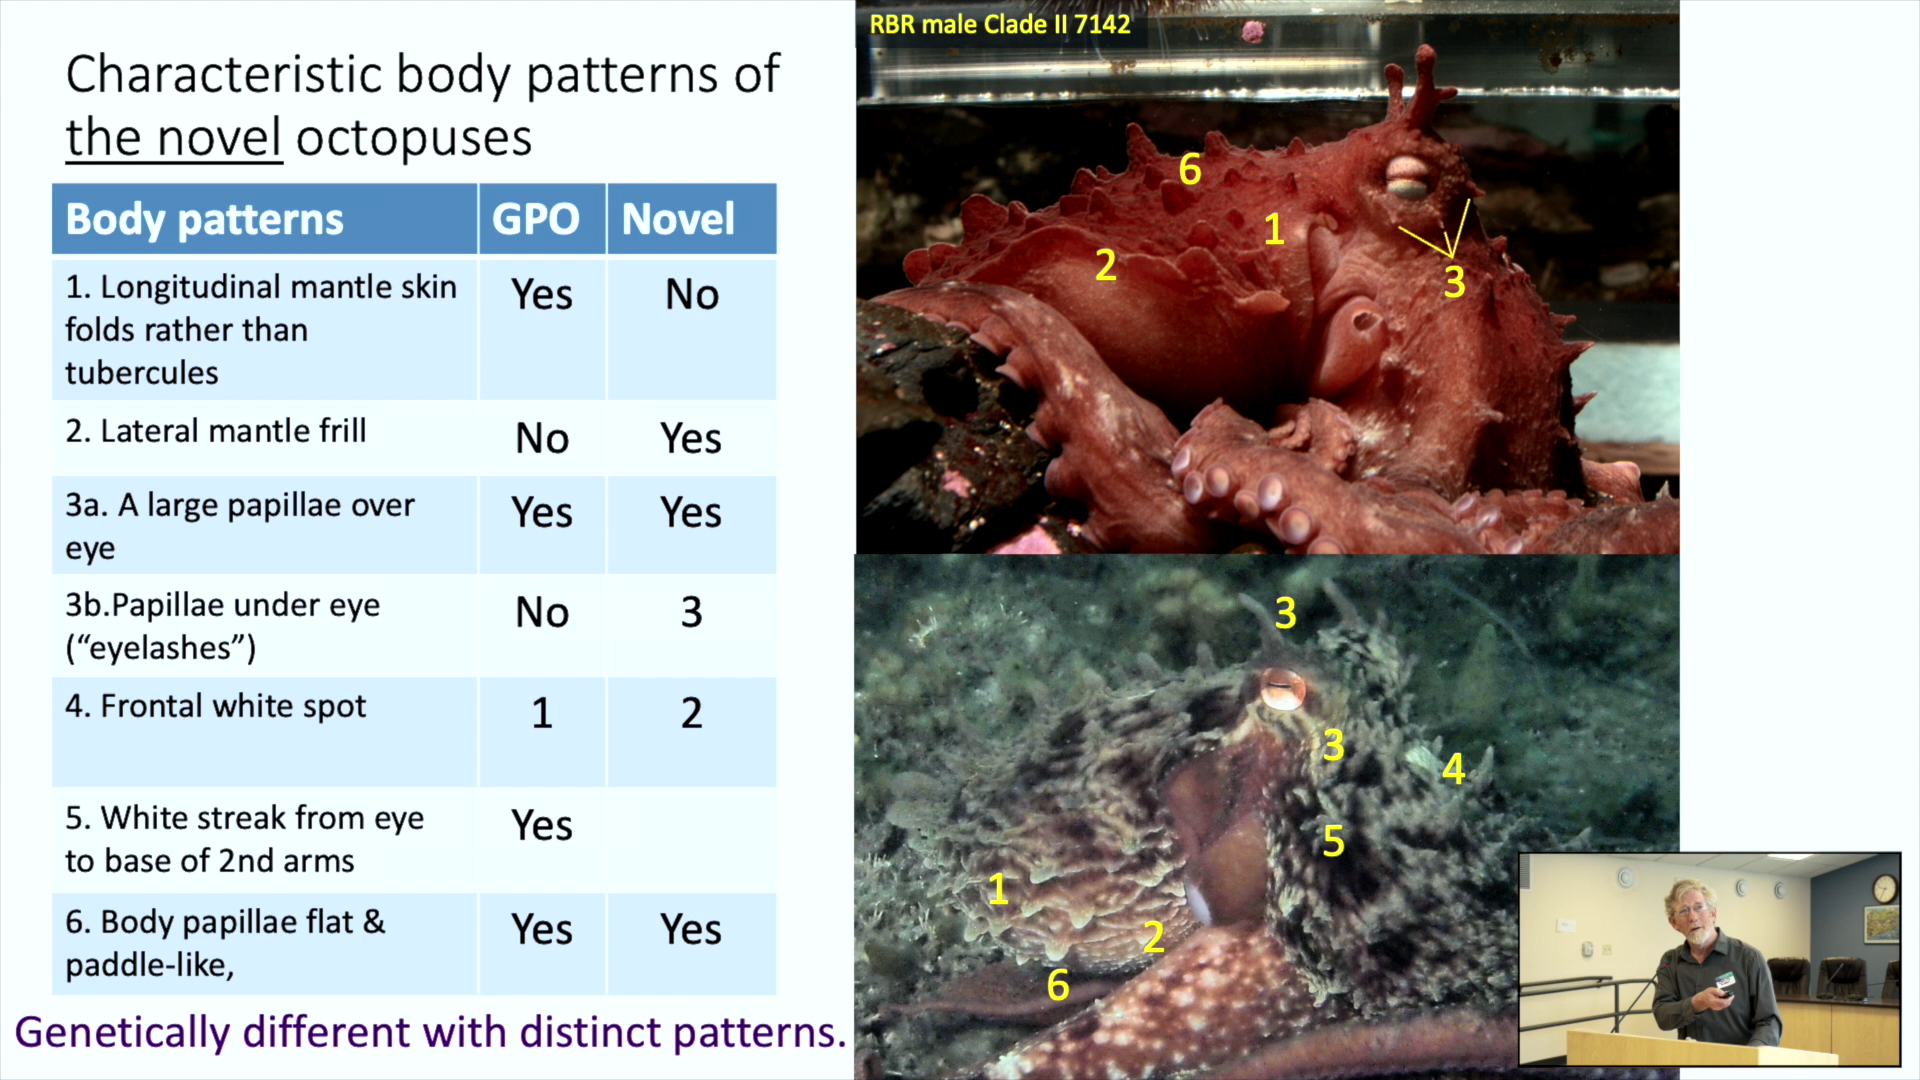 Characteristic body patterns of
the novel octopuses
Body patterns GPO Novel
1. Longitudinal mantle skin
folds rather than
tubercules
Yes No
2. Lateral mantle frill No Yes
3a. A large papillae over
eye
Yes Yes
3b.Papillae under eye
(“eyelashes”)
No 3
4. Frontal white spot 1 2
5. White streak from eye
to base of 2nd arms
Yes
6. Body papillae flat &
paddle-like,
Yes Yes
Genetically different with distinct patterns.
RBR male Clade II 7142
6
1
2
3
3
3
4
5
1
2
6